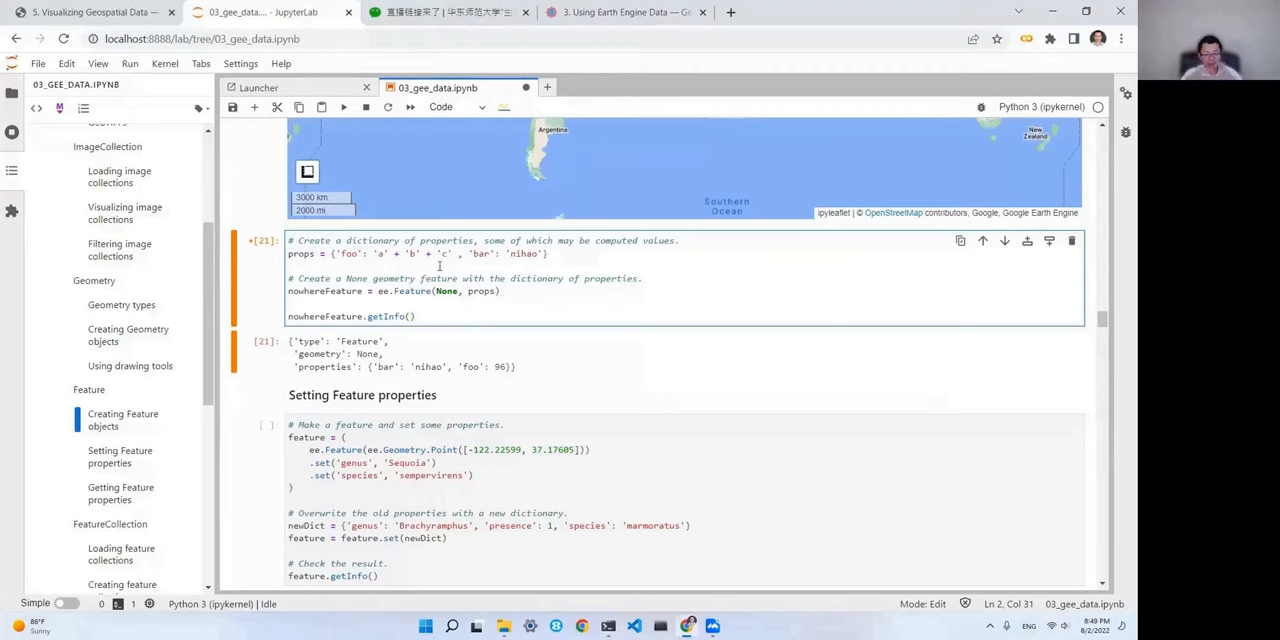 5. Visualizing Geospatial Data —
03_gee_data.... - JupyterLab
直播链接来了 | 华东师范大学"生
3. Using Earth Engine Data — Ge
localhost:8888/lab/tree/03_gee_data.ipynb
File Edit View Run Kernel Tabs Settings Help
03_GEE_DATA.IPYNB
ImageCollection
Loading image
collections
Visualizing image
collections
Filtering image
collections
Geometry
Geometry types
Creating Geometry
objects
Using drawing tools
Feature
Creating Feature
objects
Setting Feature
properties
Getting Feature
properties
FeatureCollection
Loading feature
collections
Creating feature
Launcher
03_gee_data.ipynb
Code
Python 3 (ipykernel)
Argentina
New
Zealand
3000 km
2000 mi
Southern
Ocean
ipyleaflet | © OpenStreetMap contributors, Google, Google Earth Engine
[21]:
# Create a dictionary of properties, some of which may be computed values.
props = {'foo': 'a' + 'b' + 'c' , 'bar': 'nihao'}
# Create a None geometry feature with the dictionary of properties.
nowhereFeature = ee.Feature(None, props)
nowhereFeature.getInfo()
[21]:
{'type': 'Feature',
'geometry': None,
'properties': {'bar': 'nihao', 'foo': 96}}
Setting Feature properties
[ ]:
# Make a feature and set some properties.
feature = (
ee.Feature(ee.Geometry.Point([-122.22599, 37.17605]))
.set('genus', 'Sequoia')
.set('species', 'sempervirens')
)
# Overwrite the old properties with a new dictionary.
newDict = {'genus': 'Brachyramphus', 'presence': 1, 'species': 'marmoratus'}
feature = feature.set(newDict)
# Check the result.
feature.getInfo()
Simple 0 1 Python 3 (ipykernel) | Idle
Mode: Edit Ln 2, Col 31 03_gee_data.ipynb
86°F
Sunny
ENG
8:49 PM
8/2/2022